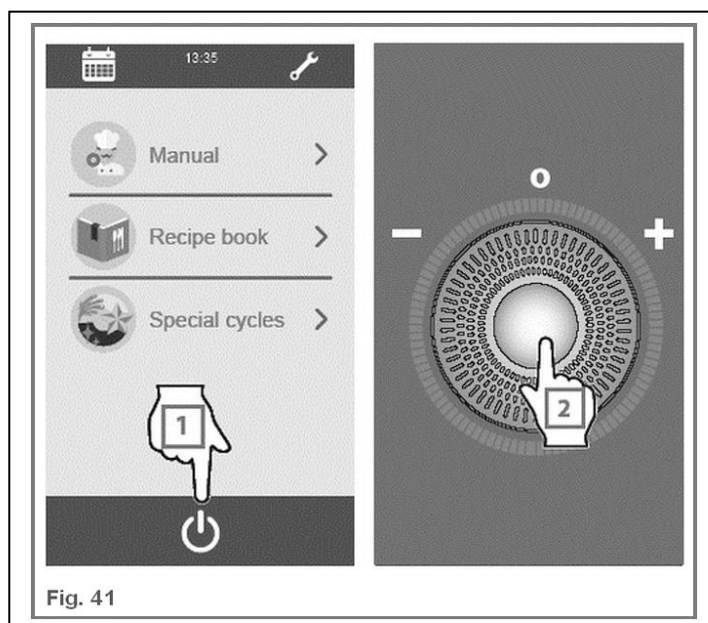 13:35
Manual
Recipe book
Special cycles
1
O
− +
2
Fig. 41